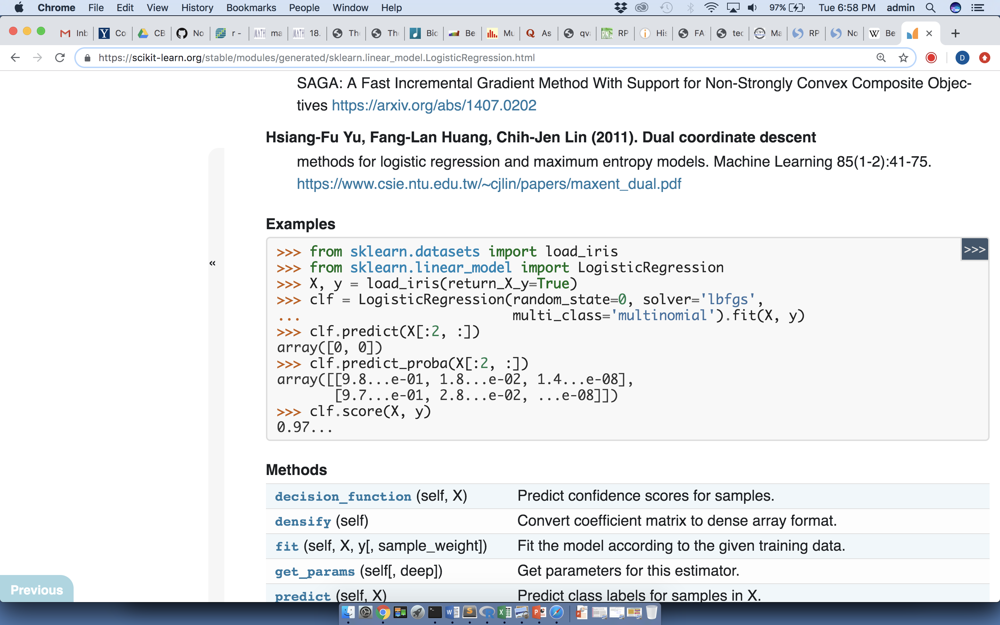 Chrome File Edit View History Bookmarks People Window Help 97% Tue 6:58 PM admin
Inb Co CB No r - ma 18. Th Th Bio Be Mu As qv RP His FA tec Ma RP No Be
https://scikit-learn.org/stable/modules/generated/sklearn.linear_model.LogisticRegression.html D
SAGA: A Fast Incremental Gradient Method With Support for Non-Strongly Convex Composite Objec-
tives https://arxiv.org/abs/1407.0202
Hsiang-Fu Yu, Fang-Lan Huang, Chih-Jen Lin (2011). Dual coordinate descent
methods for logistic regression and maximum entropy models. Machine Learning 85(1-2):41-75.
https://www.csie.ntu.edu.tw/~cjlin/papers/maxent_dual.pdf
Examples
>>>
>>> from sklearn.datasets import load_iris
>>> from sklearn.linear_model import LogisticRegression
>>> X, y = load_iris(return_X_y=True)
>>> clf = LogisticRegression(random_state=0, solver='lbfgs',
... multi_class='multinomial').fit(X, y)
>>> clf.predict(X[:2, :])
array([0, 0])
>>> clf.predict_proba(X[:2, :])
array([[9.8...e-01, 1.8...e-02, 1.4...e-08],
[9.7...e-01, 2.8...e-02, ...e-08]])
>>> clf.score(X, y)
0.97...
«
Methods
decision_function (self, X) Predict confidence scores for samples.
densify (self) Convert coefficient matrix to dense array format.
fit (self, X, y[, sample_weight]) Fit the model according to the given training data.
get_params (self[, deep]) Get parameters for this estimator.
predict (self, X) Predict class labels for samples in X.
Previous